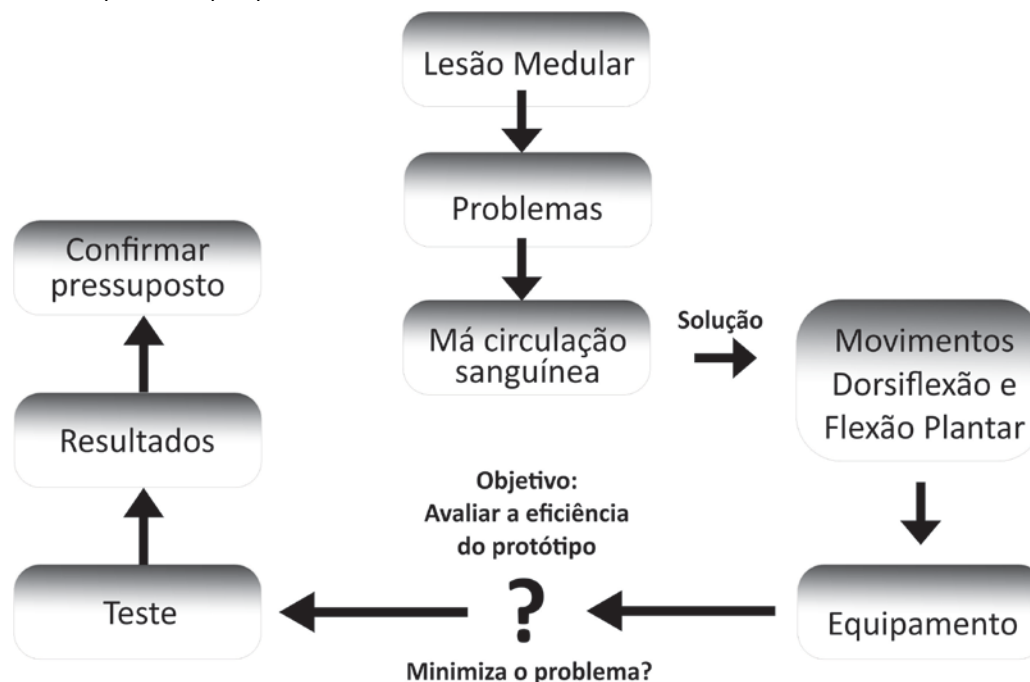 Lesão Medular
Problemas
Má circulação
sanguínea
Solução
Movimentos
Dorsiflexão e
Flexão Plantar
Equipamento
Objetivo:
Avaliar a eficiência
do protótipo
?
Minimiza o problema?
Teste
Resultados
Confirmar
pressuposto